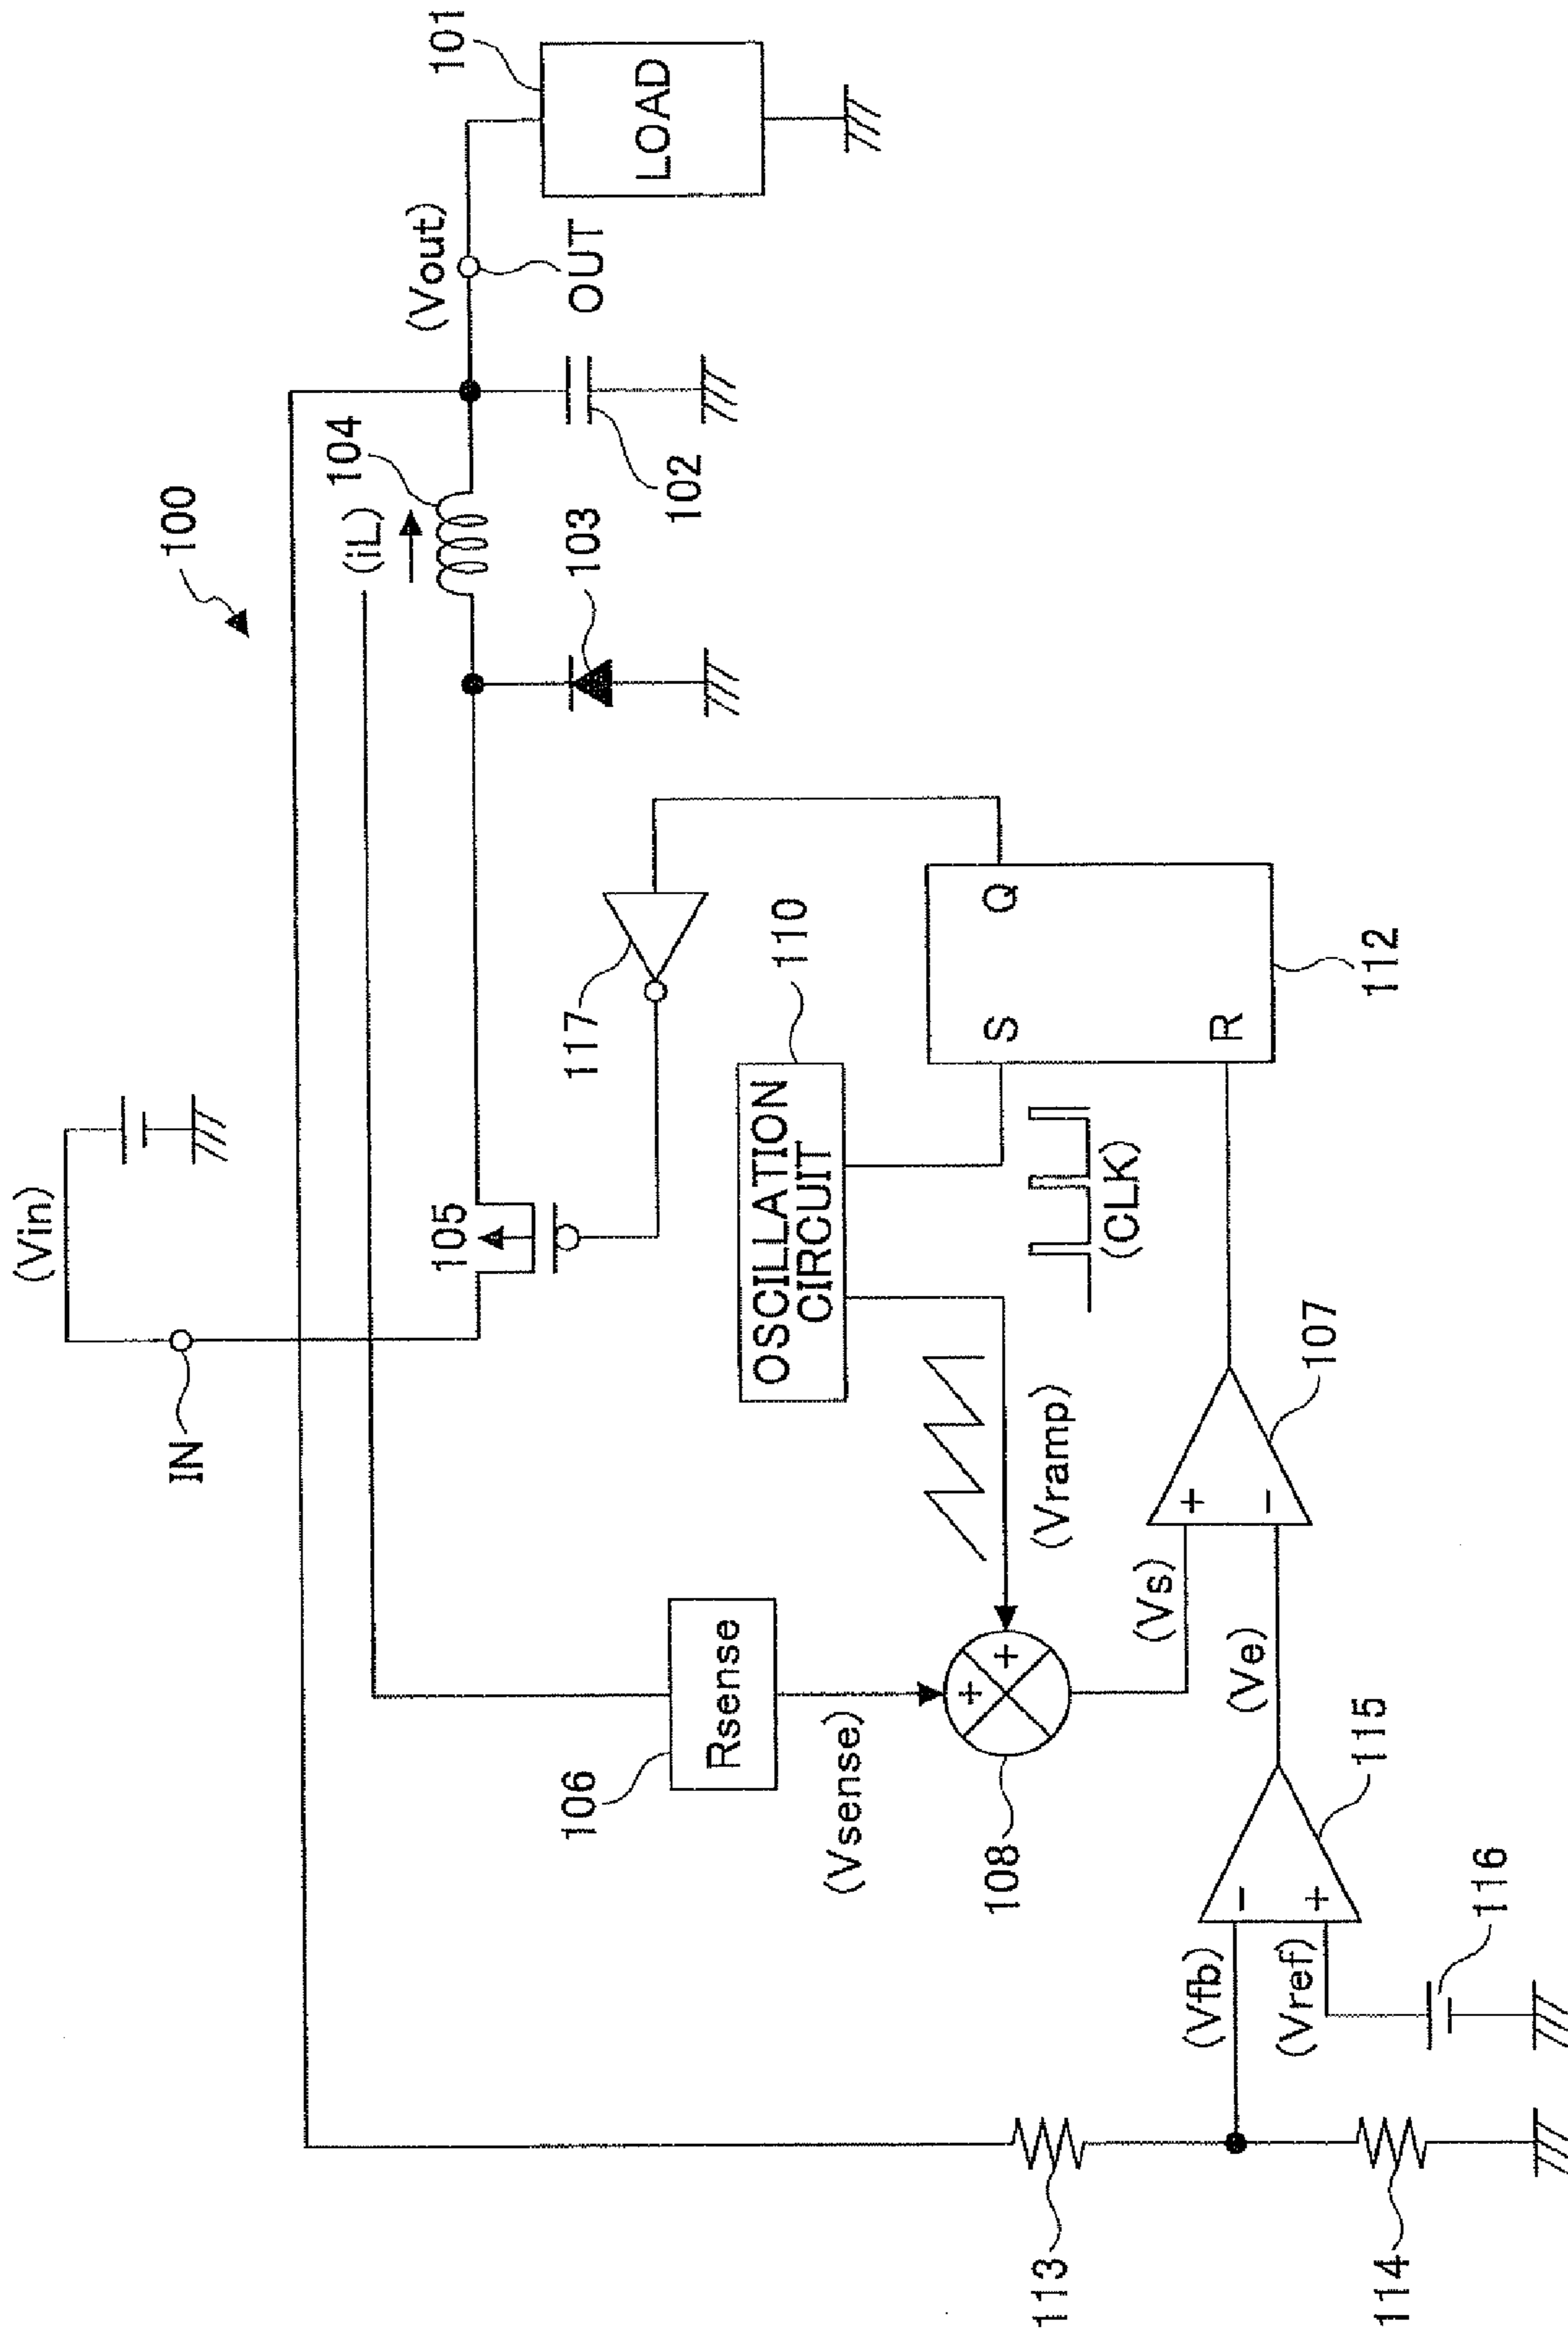 100
(Vin)
IN
105
(iL)
104
(Vout)
OUT
101
LOAD
103
102
117
106
Rsense
(Vsense)
OSCILLATION
CIRCUIT
110
108
(Vramp)
(CLK)
S
Q
R
112
(Vs)
(Ve)
107
+
+
+
−
(Vfb)
(Vref)
−
+
115
116
113
114